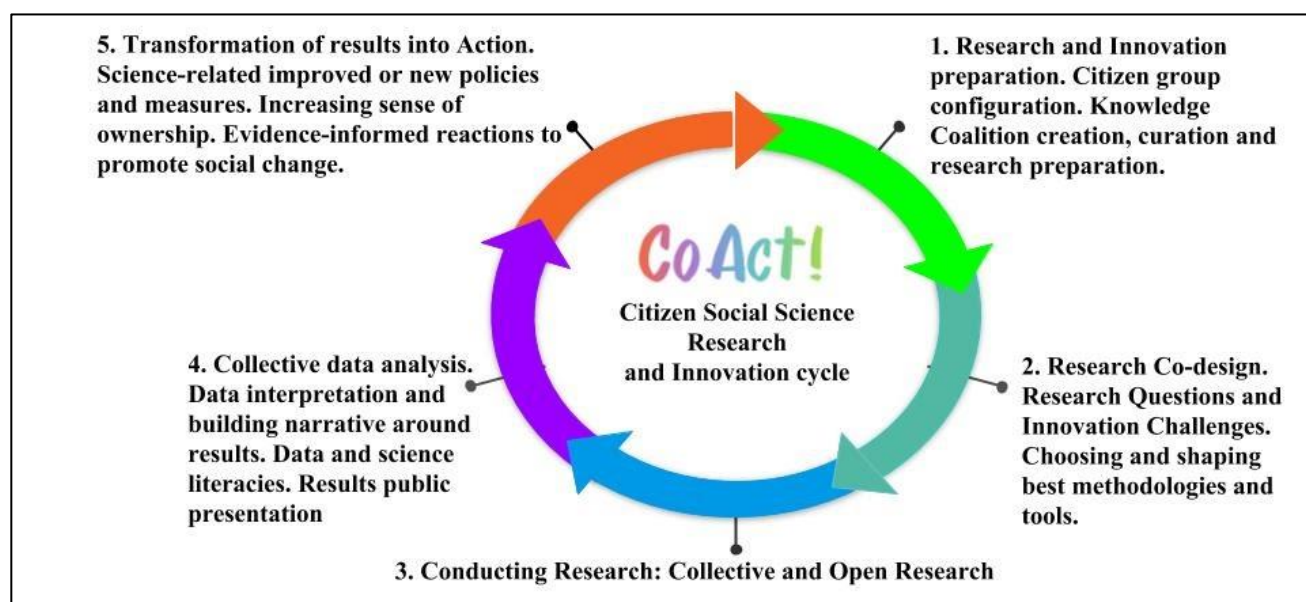 5. Transformation of results into Action.
Science-related improved or new policies
and measures. Increasing sense of
ownership. Evidence-informed reactions to
promote social change.
1. Research and Innovation
preparation. Citizen group
configuration. Knowledge
Coalition creation, curation and
research preparation.
CoAct!
Citizen Social Science
Research
and Innovation cycle
4. Collective data analysis.
Data interpretation and
building narrative around
results. Data and science
literacies. Results public
presentation
2. Research Co-design.
Research Questions and
Innovation Challenges.
Choosing and shaping
best methodologies and
tools.
3. Conducting Research: Collective and Open Research